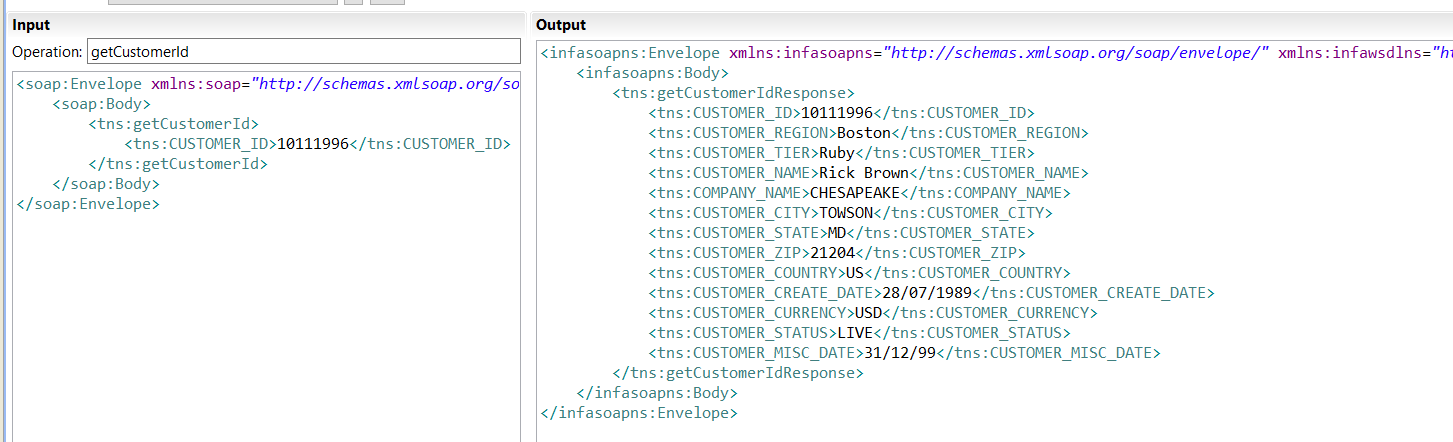 Input
Operation: getCustomerId
<soap:Envelope xmlns:soap="http://schemas.xmlsoap.org/so
<soap:Body>
<tns:getCustomerId>
<tns:CUSTOMER_ID>10111996</tns:CUSTOMER_ID>
</tns:getCustomerId>
</soap:Body>
</soap:Envelope>
Output
<infasoapns:Envelope xmlns:infasoapns="http://schemas.xmlsoap.org/soap/envelope/" xmlns:infawsdlns="ht
<infasoapns:Body>
<tns:getCustomerIdResponse>
<tns:CUSTOMER_ID>10111996</tns:CUSTOMER_ID>
<tns:CUSTOMER_REGION>Boston</tns:CUSTOMER_REGION>
<tns:CUSTOMER_TIER>Ruby</tns:CUSTOMER_TIER>
<tns:CUSTOMER_NAME>Rick Brown</tns:CUSTOMER_NAME>
<tns:COMPANY_NAME>CHESAPEAKE</tns:COMPANY_NAME>
<tns:CUSTOMER_CITY>TOWSON</tns:CUSTOMER_CITY>
<tns:CUSTOMER_STATE>MD</tns:CUSTOMER_STATE>
<tns:CUSTOMER_ZIP>21204</tns:CUSTOMER_ZIP>
<tns:CUSTOMER_COUNTRY>US</tns:CUSTOMER_COUNTRY>
<tns:CUSTOMER_CREATE_DATE>28/07/1989</tns:CUSTOMER_CREATE_DATE>
<tns:CUSTOMER_CURRENCY>USD</tns:CUSTOMER_CURRENCY>
<tns:CUSTOMER_STATUS>LIVE</tns:CUSTOMER_STATUS>
<tns:CUSTOMER_MISC_DATE>31/12/99</tns:CUSTOMER_MISC_DATE>
</tns:getCustomerIdResponse>
</infasoapns:Body>
</infasoapns:Envelope>